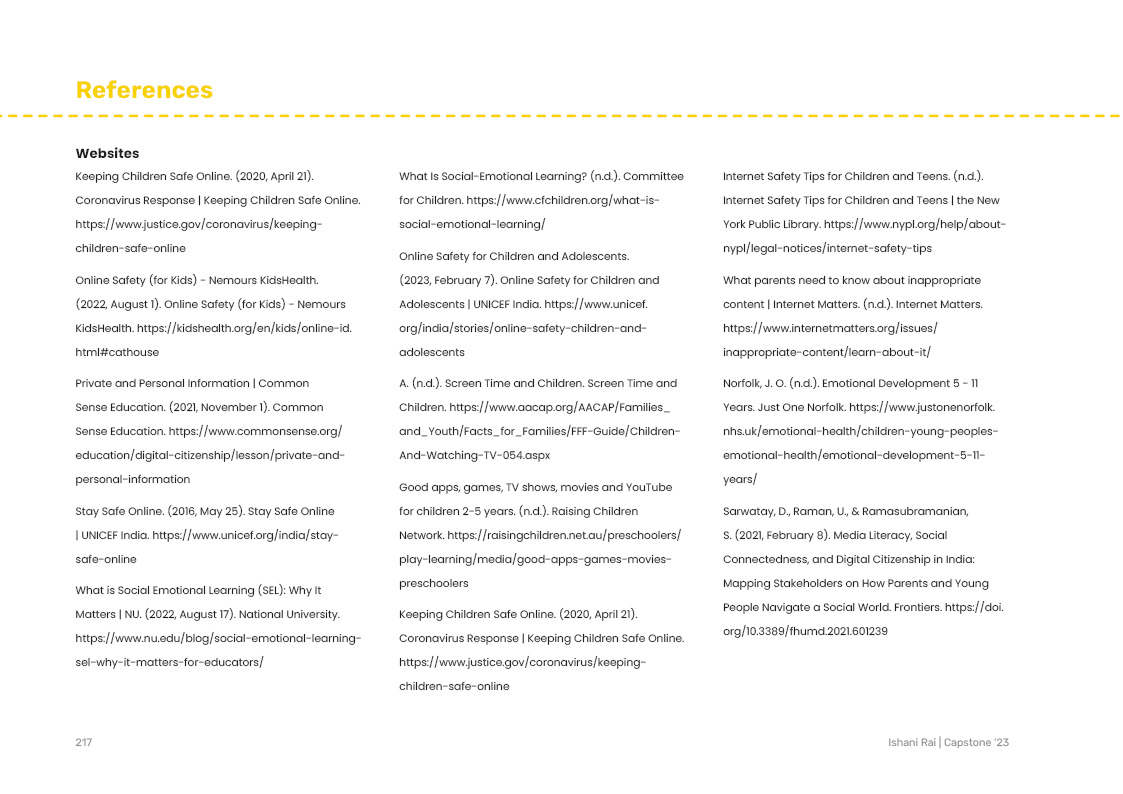 References
Websites
Keeping Children Safe Online. (2020, April 21).
Coronavirus Response | Keeping Children Safe Online.
https://www.justice.gov/coronavirus/keeping-
children-safe-online
Online Safety (for Kids) - Nemours KidsHealth.
(2022, August 1). Online Safety (for Kids) - Nemours
KidsHealth. https://kidshealth.org/en/kids/online-id.
html#cathouse
Private and Personal Information | Common
Sense Education. (2021, November 1). Common
Sense Education. https://www.commonsense.org/
education/digital-citizenship/lesson/private-and-
personal-information
Stay Safe Online. (2016, May 25). Stay Safe Online
| UNICEF India. https://www.unicef.org/india/stay-
safe-online
What is Social Emotional Learning (SEL): Why It
Matters | NU. (2022, August 17). National University.
https://www.nu.edu/blog/social-emotional-learning-
sel-why-it-matters-for-educators/
What Is Social-Emotional Learning? (n.d.). Committee
for Children. https://www.cfchildren.org/what-is-
social-emotional-learning/
Online Safety for Children and Adolescents.
(2023, February 7). Online Safety for Children and
Adolescents | UNICEF India. https://www.unicef.
org/india/stories/online-safety-children-and-
adolescents
A. (n.d.). Screen Time and Children. Screen Time and
Children. https://www.aacap.org/AACAP/Families_
and_Youth/Facts_for_Families/FFF-Guide/Children-
And-Watching-TV-054.aspx
Good apps, games, TV shows, movies and YouTube
for children 2-5 years. (n.d.). Raising Children
Network. https://raisingchildren.net.au/preschoolers/
play-learning/media/good-apps-games-movies-
preschoolers
Keeping Children Safe Online. (2020, April 21).
Coronavirus Response | Keeping Children Safe Online.
https://www.justice.gov/coronavirus/keeping-
children-safe-online
Internet Safety Tips for Children and Teens. (n.d.).
Internet Safety Tips for Children and Teens | the New
York Public Library. https://www.nypl.org/help/about-
nypl/legal-notices/internet-safety-tips
What parents need to know about inappropriate
content | Internet Matters. (n.d.). Internet Matters.
https://www.internetmatters.org/issues/
inappropriate-content/learn-about-it/
Norfolk, J. O. (n.d.). Emotional Development 5 - 11
Years. Just One Norfolk. https://www.justonenorfolk.
nhs.uk/emotional-health/children-young-peoples-
emotional-health/emotional-development-5-11-
years/
Sarwatay, D., Raman, U., & Ramasubramanian,
S. (2021, February 8). Media Literacy, Social
Connectedness, and Digital Citizenship in India:
Mapping Stakeholders on How Parents and Young
People Navigate a Social World. Frontiers. https://doi.
org/10.3389/fhumd.2021.601239
217
Ishani Rai | Capstone '23